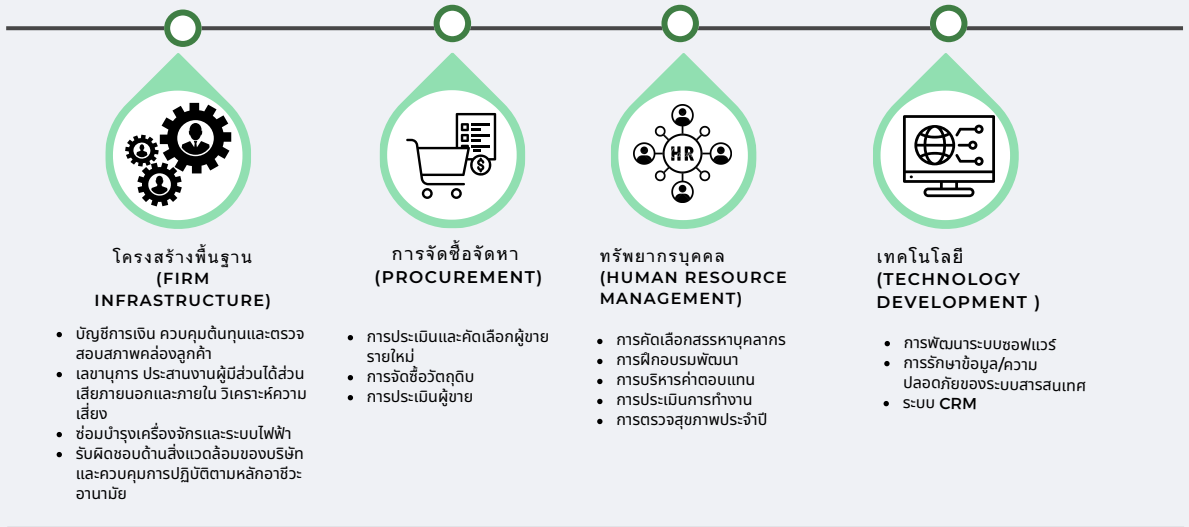 HR
โครงสร้างพื้นฐาน
(FIRM
INFRASTRUCTURE)
• บัญชีการเงิน ควบคุมต้นทุนและตรวจ
สอบสภาพคล่องลูกค้า
• เลขานุการ ประสานงานผู้มีส่วนได้ส่วน
เสียภายนอกและภายใน วิเคราะห์ความ
เสี่ยง
• ซ่อมบำรุงเครื่องจักรและระบบไฟฟ้า
• รับผิดชอบด้านสิ่งแวดล้อมของบริษัท
และควบคุมการปฏิบัติตามหลักอาชีวะ
อนามัย
การจัดซื้อจัดหา
(PROCUREMENT)
• การประเมินและคัดเลือกผู้ขาย
รายใหม่
• การจัดซื้อวัตถุดิบ
• การประเมินผู้ขาย
ทรัพยากรบุคคล
(HUMAN RESOURCE
MANAGEMENT)
• การคัดเลือกสรรหาบุคลากร
• การฝึกอบรมพัฒนา
• การบริหารค่าตอบแทน
• การประเมินการทำงาน
• การตรวจสุขภาพประจำปี
เทคโนโลยี
(TECHNOLOGY
DEVELOPMENT )
• การพัฒนาระบบซอฟแวร์
• การรักษาข้อมูล/ความ
ปลอดภัยของระบบสารสนเทศ
• ระบบ CRM